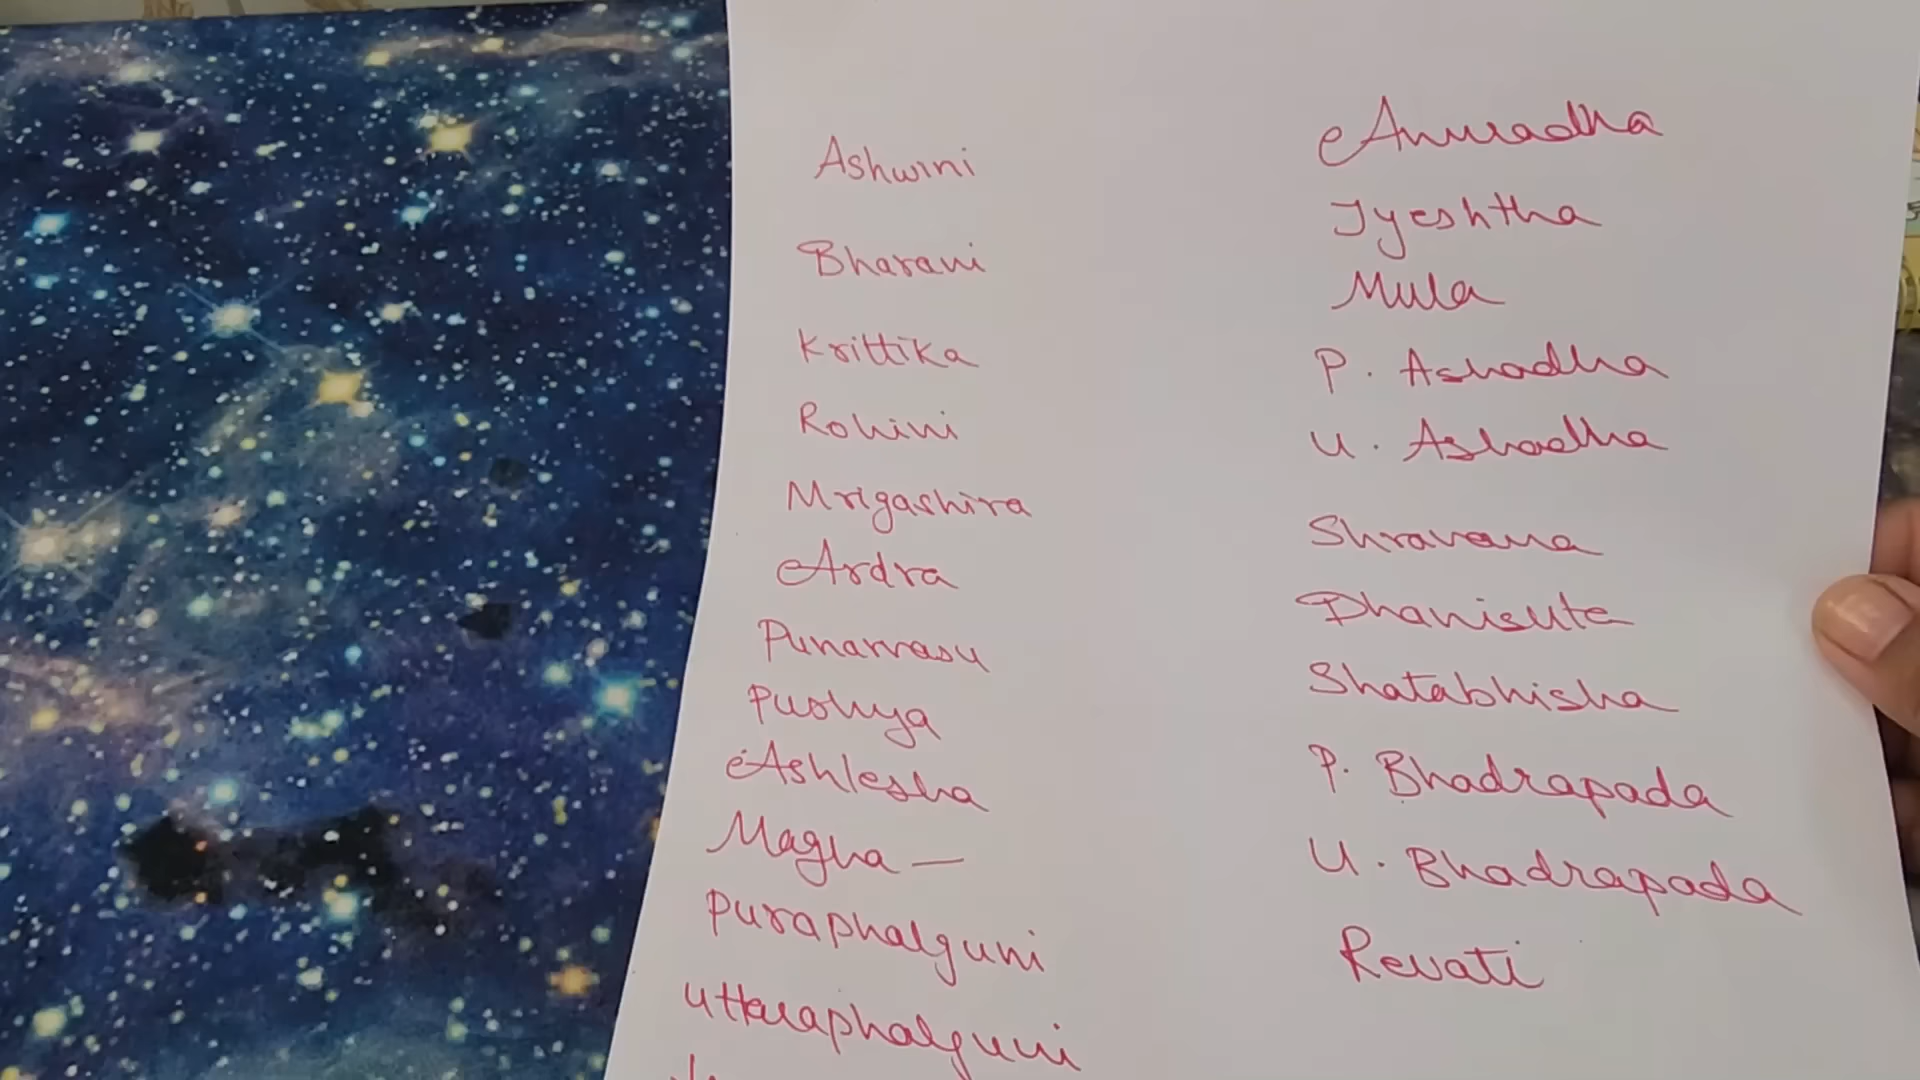 Ashwini
Bharani
Krittika
Rohini
Mrigashira
Ardra
Punarvasu
Pushya
Ashlesha
Magha —
Puraphalguni
Uttaraphalguni
Anuradha
Jyeshtha
Mula
P. Ashadha
U. Ashadha
Shravana
Dhanishta
Shatabhisha
P. Bhadrapada
U. Bhadrapada
Revati